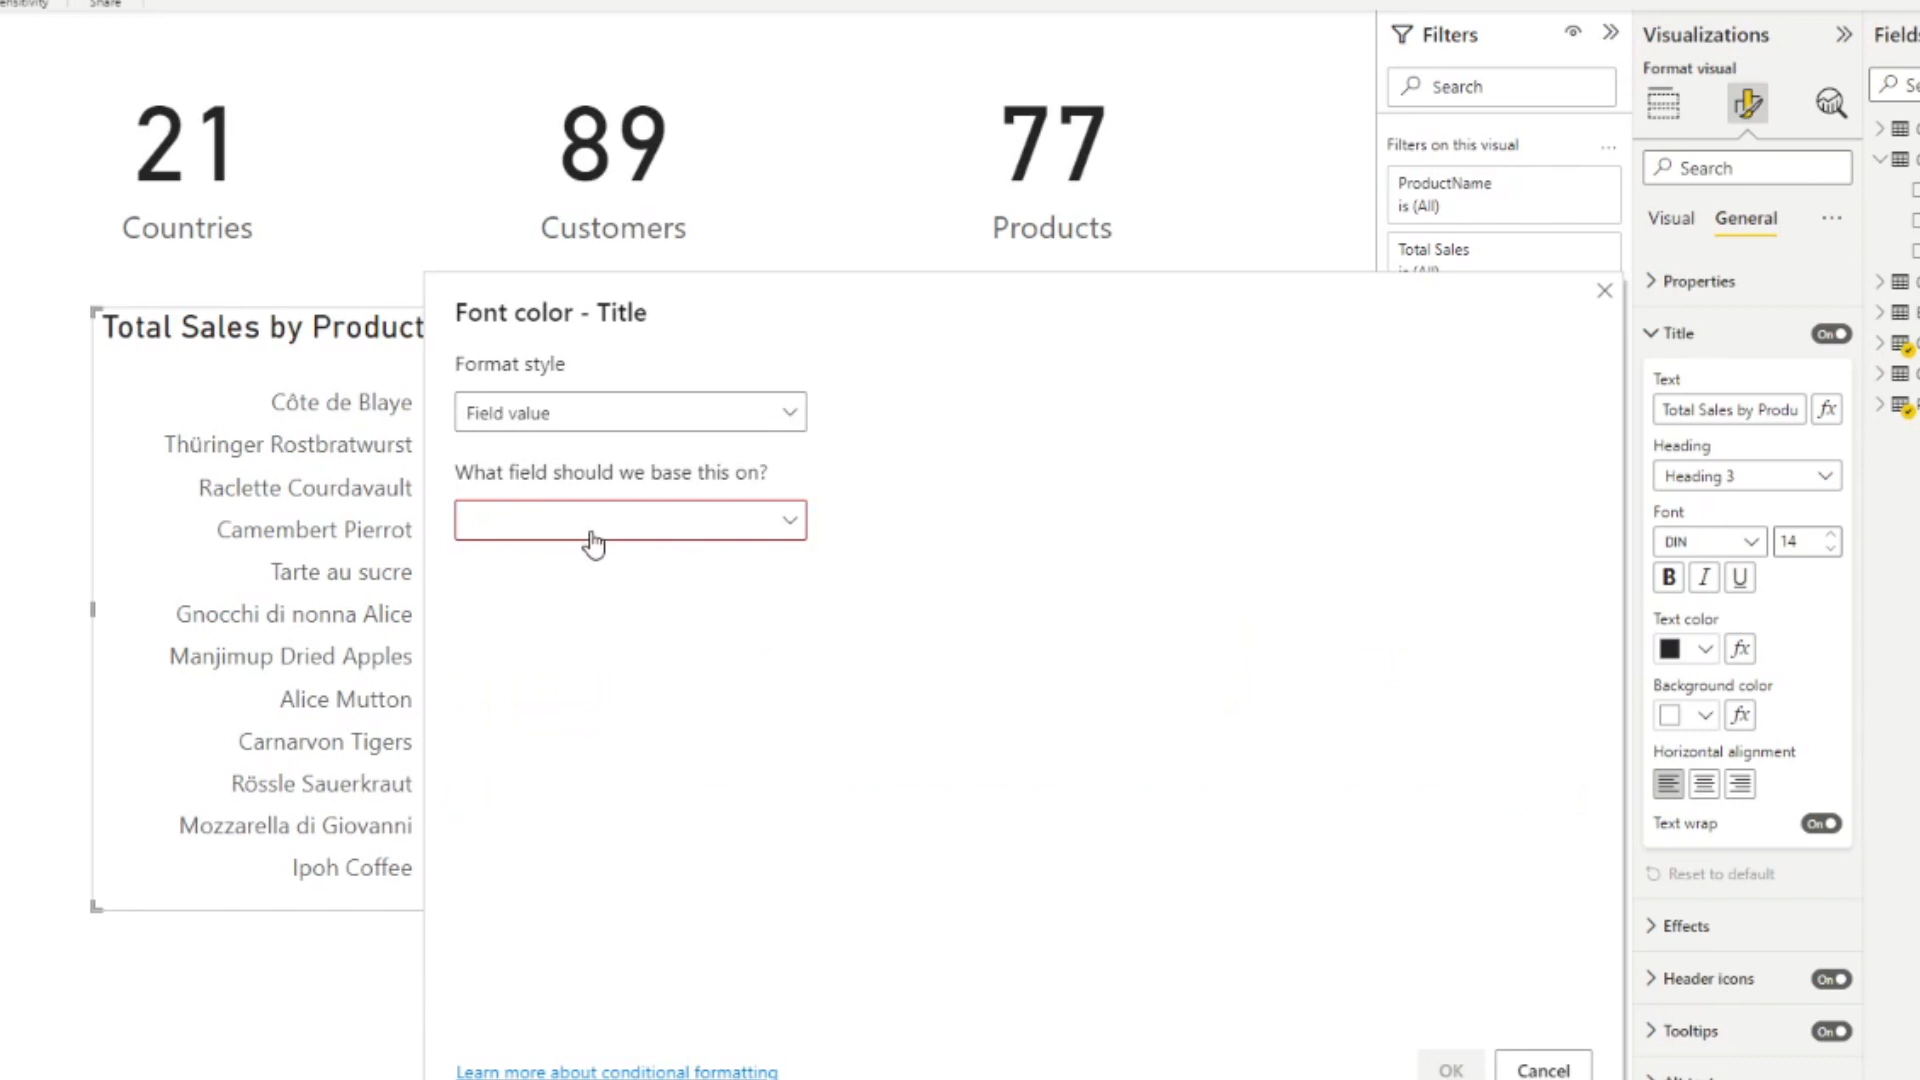 Share
21
Countries
89
Customers
77
Products
Total Sales by Product
Côte de Blaye
Thüringer Rostbratwurst
Raclette Courdavault
Camembert Pierrot
Tarte au sucre
Gnocchi di nonna Alice
Manjimup Dried Apples
Alice Mutton
Carnarvon Tigers
Rössle Sauerkraut
Mozzarella di Giovanni
Ipoh Coffee
Font color - Title
Format style
Field value
What field should we base this on?
Learn more about conditional formatting
OK
Cancel
Filters
Search
Filters on this visual
...
ProductName
is (All)
Total Sales
is (All)
Visualizations
Format visual
Search
Visual
General
...
Properties
Title
On
Text
Total Sales by Produ
fx
Heading
Heading 3
Font
DIN
14
B
I
U
Text color
fx
Background color
fx
Horizontal alignment
Text wrap
On
Reset to default
Effects
Header icons
On
Tooltips
On